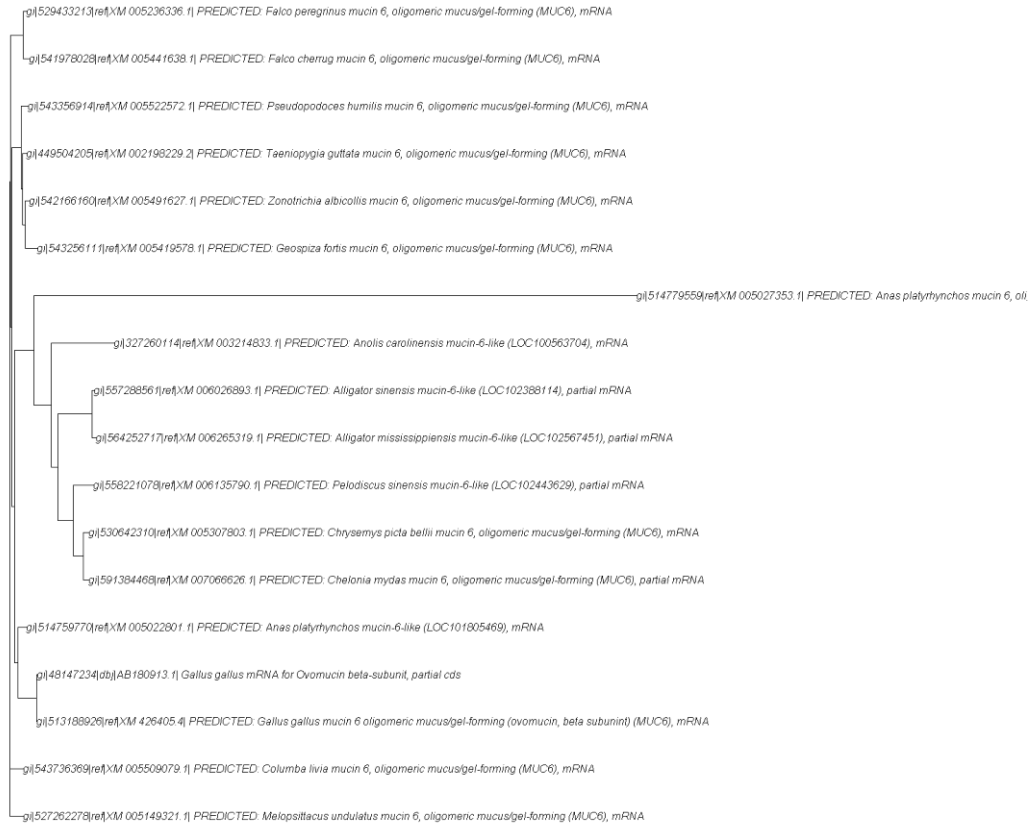 gi|529433213|ref|XM 005236336.1| PREDICTED: Falco peregrinus mucin 6, oligomeric mucus/gel-forming (MUC6), mRNA
gi|541978028|ref|XM 005441638.1| PREDICTED: Falco cherrug mucin 6, oligomeric mucus/gel-forming (MUC6), mRNA
gi|543356914|ref|XM 005522572.1| PREDICTED: Pseudopodoces humilis mucin 6, oligomeric mucus/gel-forming (MUC6), mRNA
gi|449504205|ref|XM 002198229.2| PREDICTED: Taeniopygia guttata mucin 6, oligomeric mucus/gel-forming (MUC6), mRNA
gi|542166160|ref|XM 005491627.1| PREDICTED: Zonotrichia albicollis mucin 6, oligomeric mucus/gel-forming (MUC6), mRNA
gi|543256111|ref|XM 005419578.1| PREDICTED: Geospiza fortis mucin 6, oligomeric mucus/gel-forming (MUC6), mRNA
gi|514779559|ref|XM 005027353.1| PREDICTED: Anas platyrhynchos mucin 6, oli
gi|327260114|ref|XM 003214833.1| PREDICTED: Anolis carolinensis mucin-6-like (LOC100563704), mRNA
gi|557288561|ref|XM 006026893.1| PREDICTED: Alligator sinensis mucin-6-like (LOC102388114), partial mRNA
gi|564252717|ref|XM 006265319.1| PREDICTED: Alligator mississippiensis mucin-6-like (LOC102567451), partial mRNA
gi|558221078|ref|XM 006135790.1| PREDICTED: Pelodiscus sinensis mucin-6-like (LOC102443629), partial mRNA
gi|530642310|ref|XM 005307803.1| PREDICTED: Chrysemys picta bellii mucin 6, oligomeric mucus/gel-forming (MUC6), mRNA
gi|591384468|ref|XM 007066626.1| PREDICTED: Chelonia mydas mucin 6, oligomeric mucus/gel-forming (MUC6), partial mRNA
gi|514759770|ref|XM 005022801.1| PREDICTED: Anas platyrhynchos mucin-6-like (LOC101805469), mRNA
gi|48147234|dbj|AB180913.1| Gallus gallus mRNA for Ovomucin beta-subunit, partial cds
gi|513188926|ref|XM 426405.4| PREDICTED: Gallus gallus mucin 6 oligomeric mucus/gel-forming (ovomucin, beta subunint) (MUC6), mRNA
gi|543736369|ref|XM 005509079.1| PREDICTED: Columba livia mucin 6, oligomeric mucus/gel-forming (MUC6), mRNA
gi|527262278|ref|XM 005149321.1| PREDICTED: Melopsittacus undulatus mucin 6, oligomeric mucus/gel-forming (MUC6), mRNA